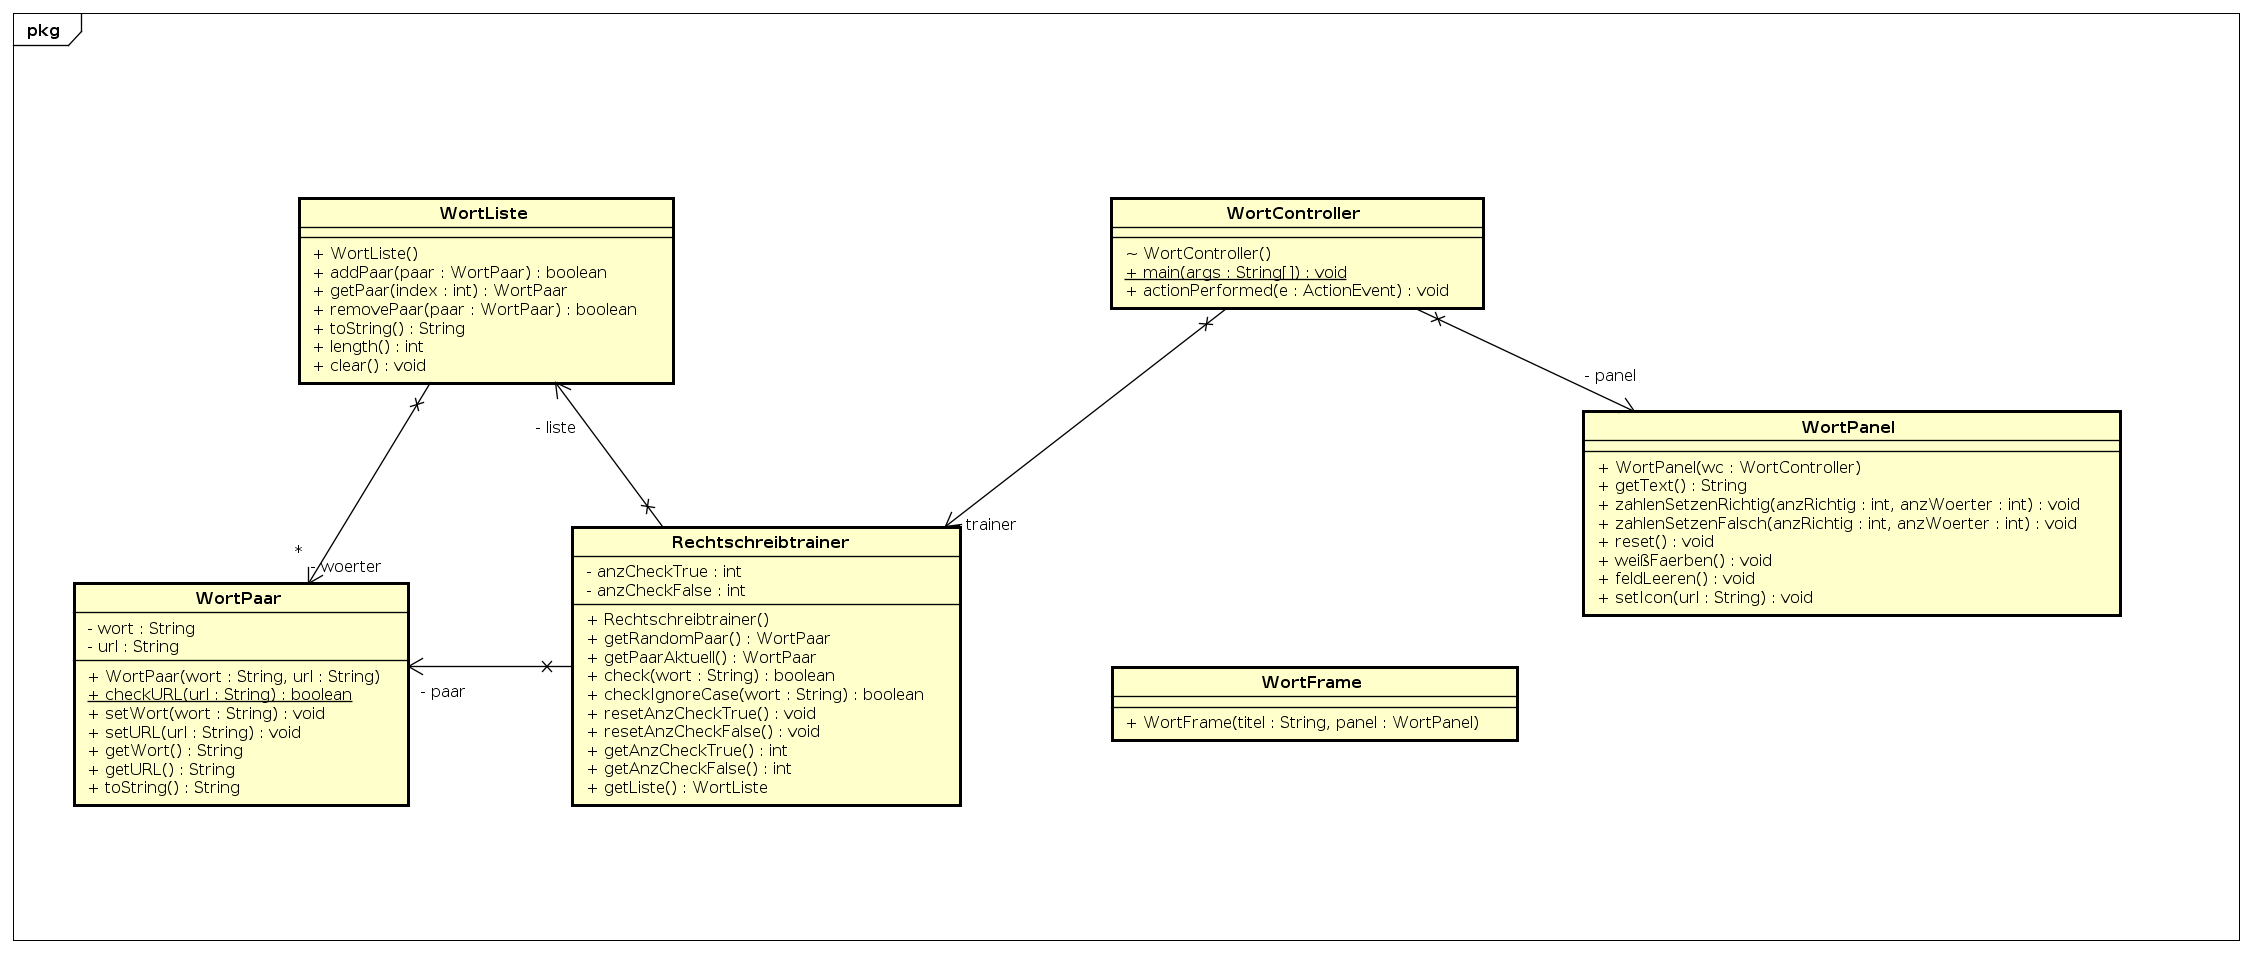 pkg
WortListe
+ WortListe()
+ addPaar(paar : WortPaar) : boolean
+ getPaar(index : int) : WortPaar
+ removePaar(paar : WortPaar) : boolean
+ toString() : String
+ length() : int
+ clear() : void
WortController
~ WortController()
+ main(args : String[]) : void
+ actionPerformed(e : ActionEvent) : void
- panel
- liste
WortPanel
+ WortPanel(wc : WortController)
+ getText() : String
+ zahlenSetzenRichtig(anzRichtig : int, anzWoerter : int) : void
+ zahlenSetzenFalsch(anzRichtig : int, anzWoerter : int) : void
+ reset() : void
+ weißFaerben() : void
+ feldLeeren() : void
+ setIcon(url : String) : void
- trainer
*
- woerter
Rechtschreibtrainer
- anzCheckTrue : int
- anzCheckFalse : int
+ Rechtschreibtrainer()
+ getRandomPaar() : WortPaar
+ getPaarAktuell() : WortPaar
+ check(wort : String) : boolean
+ checkIgnoreCase(wort : String) : boolean
+ resetAnzCheckTrue() : void
+ resetAnzCheckFalse() : void
+ getAnzCheckTrue() : int
+ getAnzCheckFalse() : int
+ getListe() : WortListe
WortPaar
- wort : String
- url : String
+ WortPaar(wort : String, url : String)
+ checkURL(url : String) : boolean
+ setWort(wort : String) : void
+ setURL(url : String) : void
+ getWort() : String
+ getURL() : String
+ toString() : String
- paar
WortFrame
+ WortFrame(titel : String, panel : WortPanel)